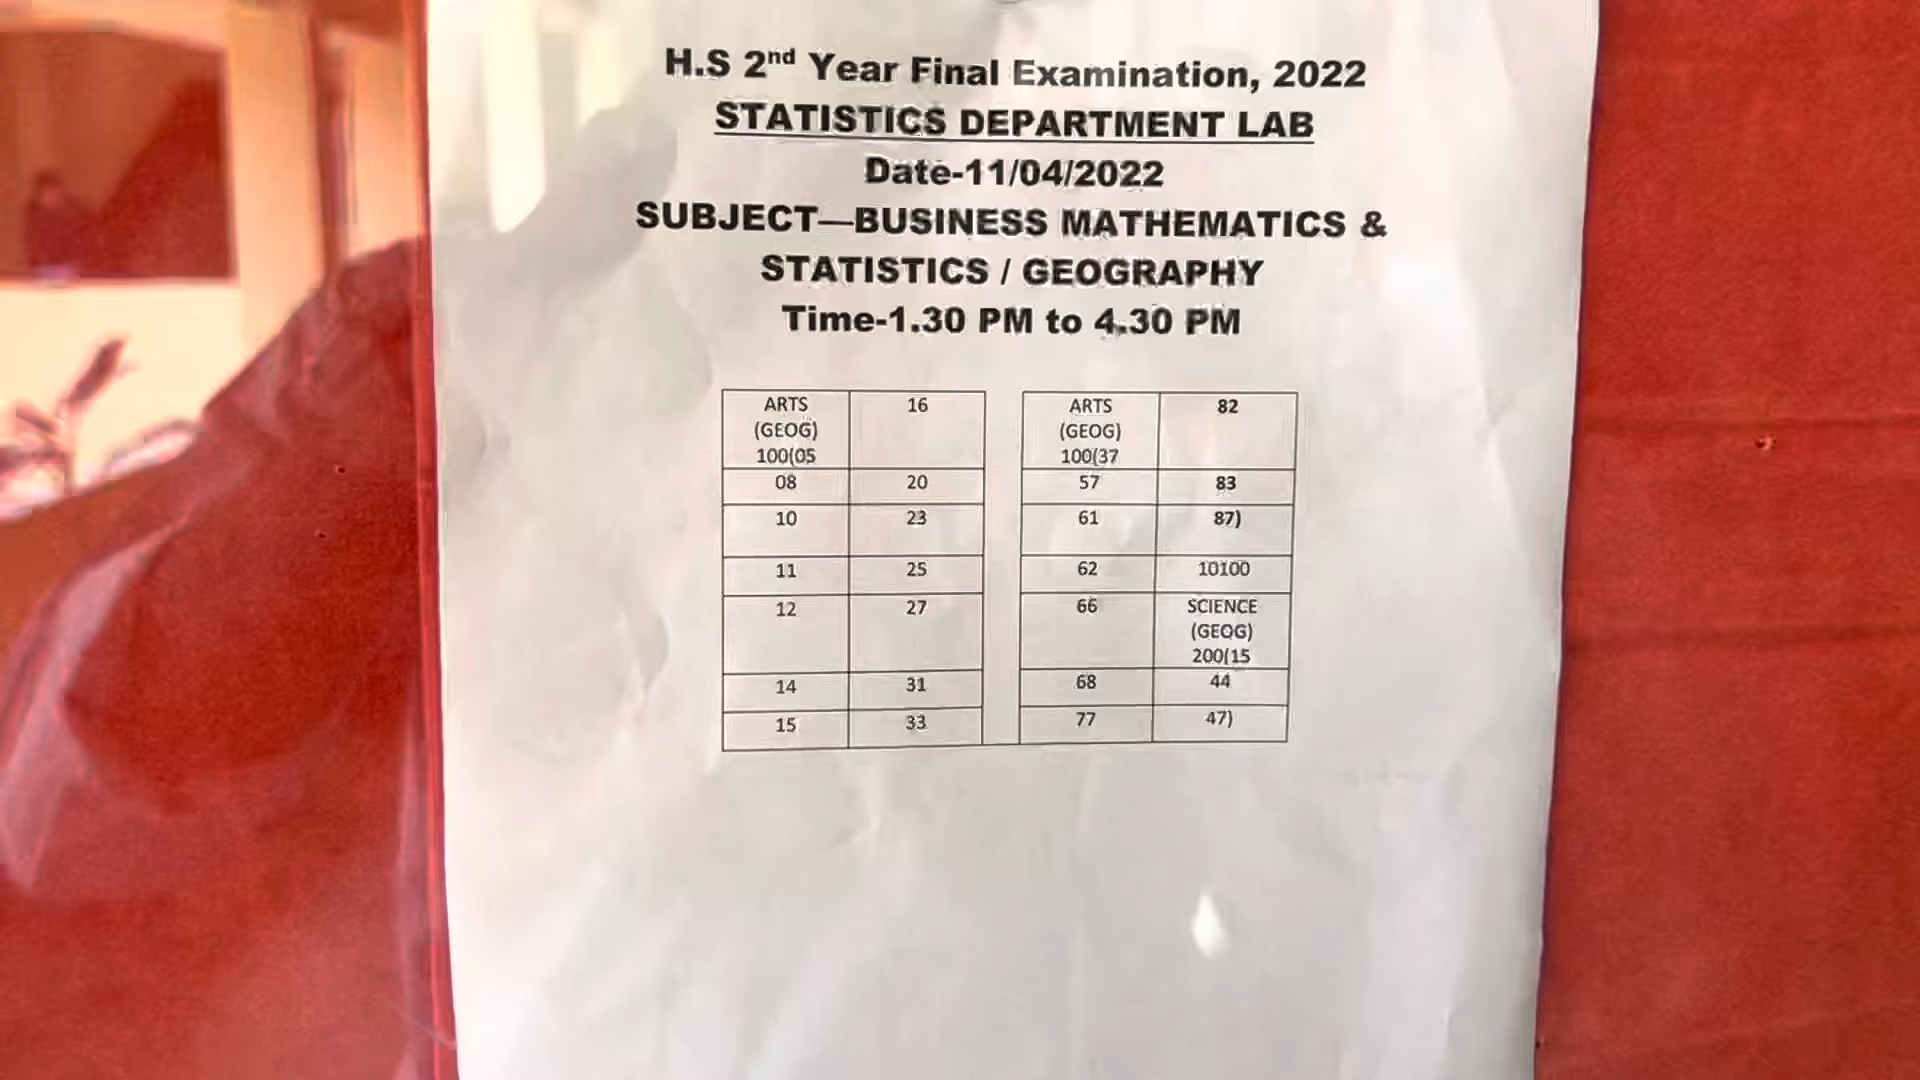 H.S 2nd Year Final Examination, 2022
STATISTICS DEPARTMENT LAB
Date-11/04/2022
SUBJECT—BUSINESS MATHEMATICS &
STATISTICS / GEOGRAPHY
Time-1.30 PM to 4.30 PM
ARTS (GEOG) 100(05 16 ARTS (GEOG) 100(37 82
08 20 57 83
10 23 61 87)
11 25 62 10100
12 27 66 SCIENCE (GEOG) 200(15
14 31 68 44
15 33 77 47)